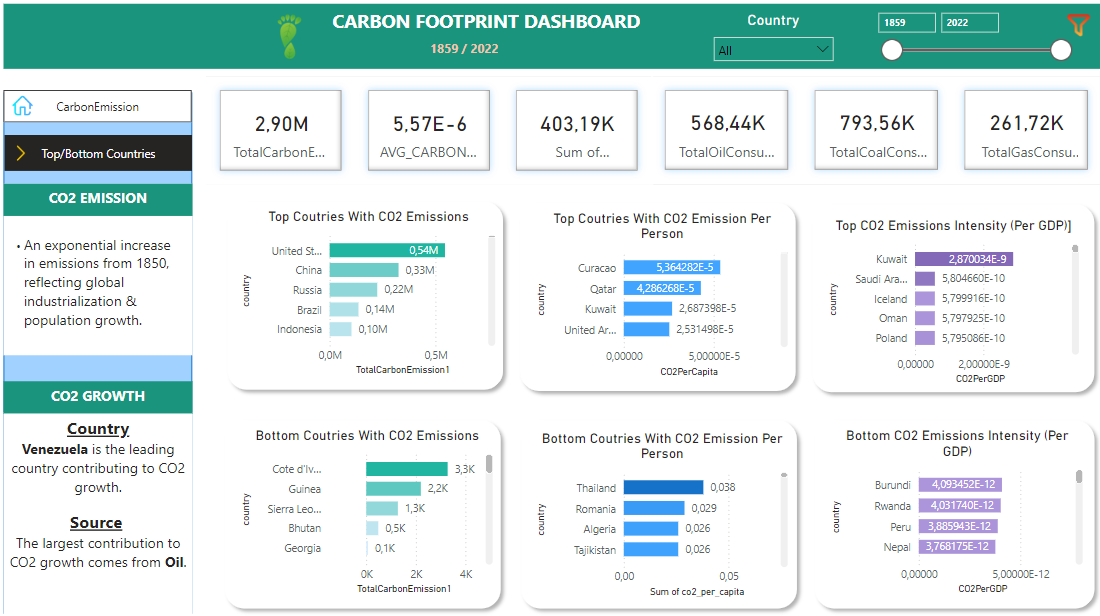 CARBON FOOTPRINT DASHBOARD
1859 / 2022
Country
All
1859
2022
CarbonEmission
Top/Bottom Countries
CO2 EMISSION
• An exponential increase
in emissions from 1850,
reflecting global
industrialization &
population growth.
CO2 GROWTH
Country
Venezuela is the leading
country contributing to CO2
growth.
Source
The largest contribution to
CO2 growth comes from Oil.
2,90M
TotalCarbonE...
5,57E-6
AVG_CARBON...
403,19K
Sum of...
568,44K
TotalOilConsu...
793,56K
TotalCoalCons...
261,72K
TotalGasConsu..
Top Coutries With CO2 Emissions
country
United St... 0,54M
China 0,33M
Russia 0,22M
Brazil 0,14M
Indonesia 0,10M
0,0M 0,5M
TotalCarbonEmission1
Top Coutries With CO2 Emission Per
Person
country
Curacao 5,364282E-5
Qatar 4,286268E-5
Kuwait 2,687398E-5
United Ar... 2,531498E-5
0,00000 5,00000E-5
CO2PerCapita
Top CO2 Emissions Intensity (Per GDP)]
country
Kuwait 2,870034E-9
Saudi Ara... 5,804660E-10
Iceland 5,799916E-10
Oman 5,797925E-10
Poland 5,795086E-10
0,00000 2,00000E-9
CO2PerGDP
Bottom Coutries With CO2 Emissions
country
Cote d'Iv... 3,3K
Guinea 2,2K
Sierra Leo... 1,3K
Bhutan 0,5K
Georgia 0,1K
0K 2K 4K
TotalCarbonEmission1
Bottom Coutries With CO2 Emission Per
Person
country
Thailand 0,038
Romania 0,029
Algeria 0,026
Tajikistan 0,026
0,00 0,05
Sum of co2_per_capita
Bottom CO2 Emissions Intensity (Per
GDP)
country
Burundi 4,093452E-12
Rwanda 4,031740E-12
Peru 3,885943E-12
Nepal 3,768175E-12
0,00000 5,00000E-12
CO2PerGDP